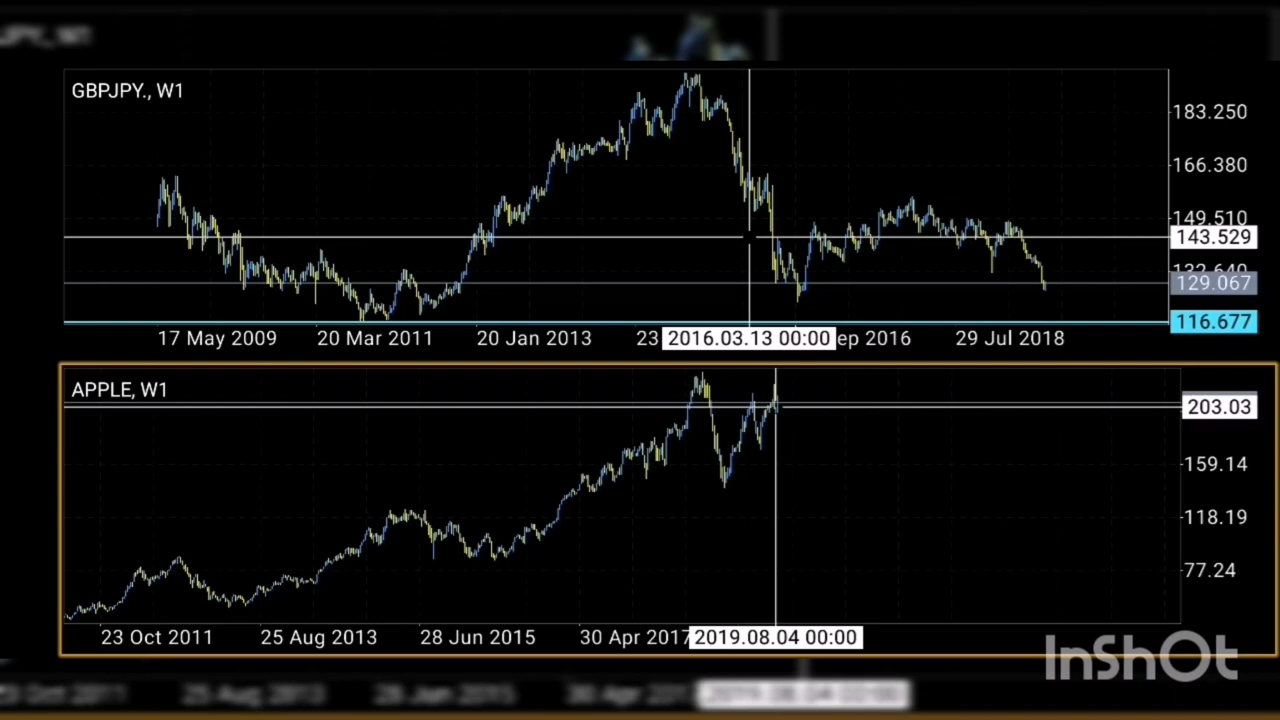 GBPJPY., W1
183.250
166.380
149.510
143.529
129.067
116.677
17 May 2009 20 Mar 2011 20 Jan 2013 23 2016.03.13 00:00 ep 2016 29 Jul 2018
APPLE, W1
203.03
159.14
118.19
77.24
23 Oct 2011 25 Aug 2013 28 Jun 2015 30 Apr 2017 2019.08.04 00:00
InShOt